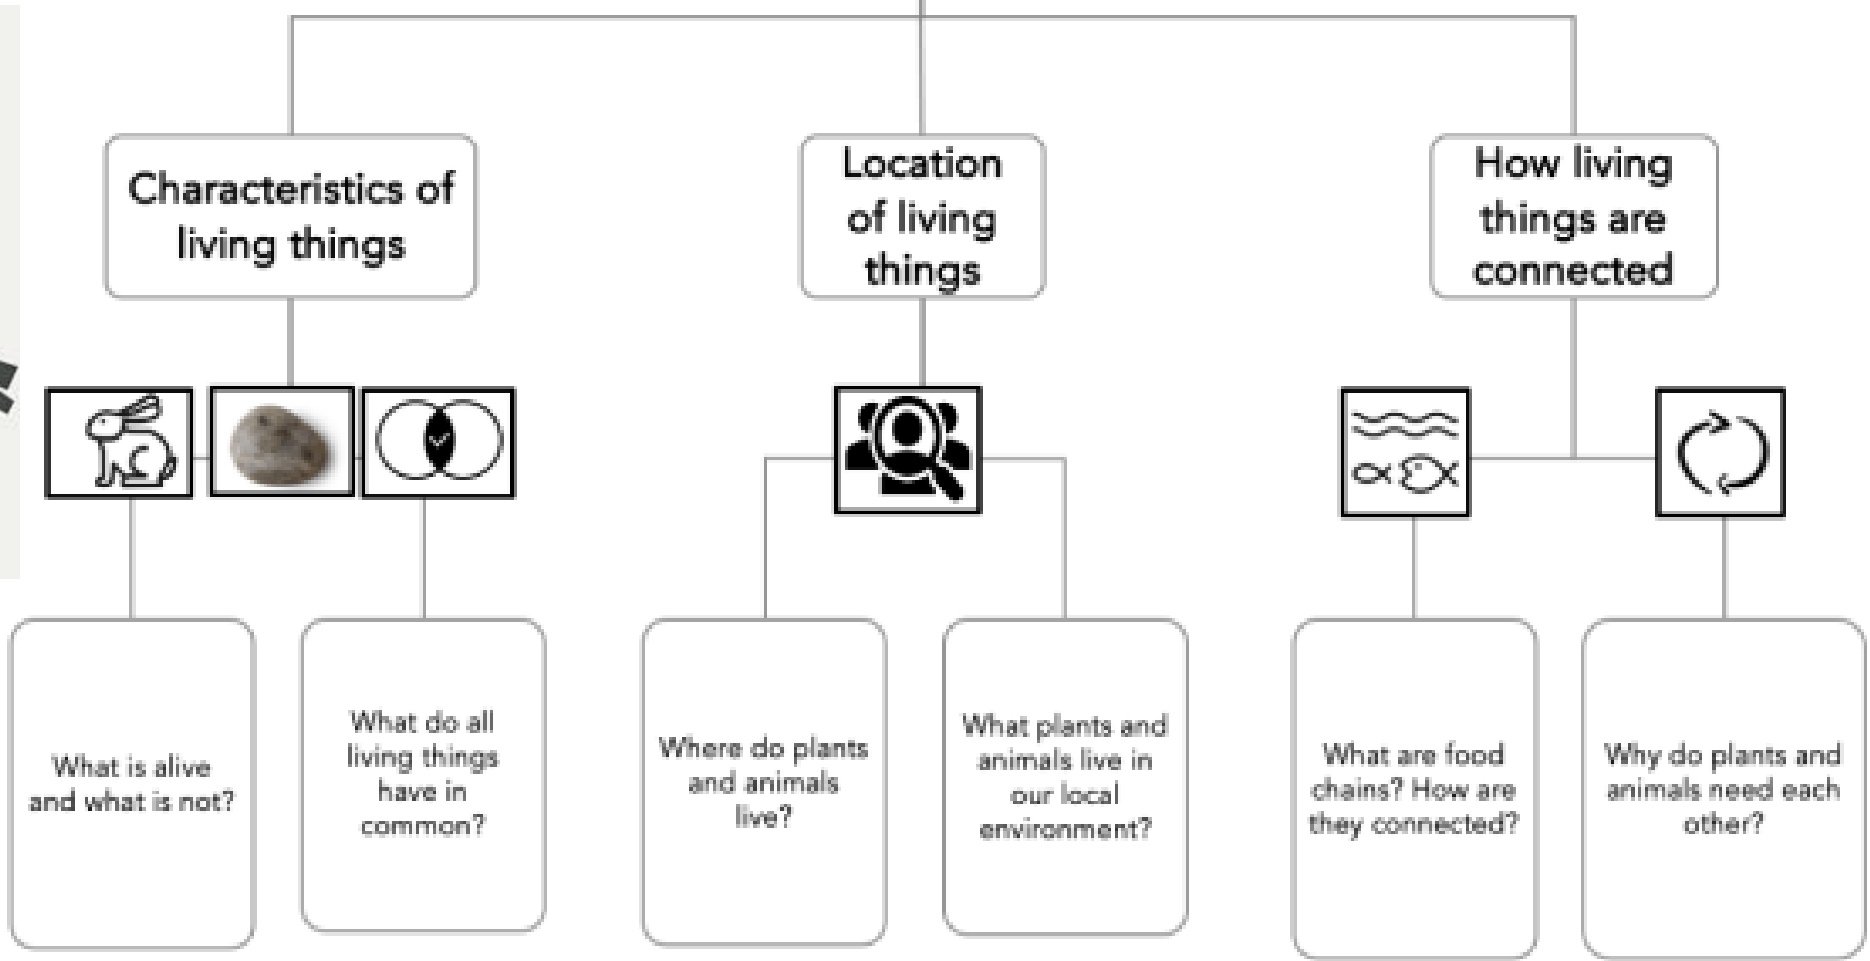 Characteristics of
living things
Location
of living
things
How living
things are
connected
What is alive
and what is not?
What do all
living things
have in
common?
Where do plants
and animals
live?
What plants and
animals live in
our local
environment?
What are food
chains? How are
they connected?
Why do plants and
animals need each
other?